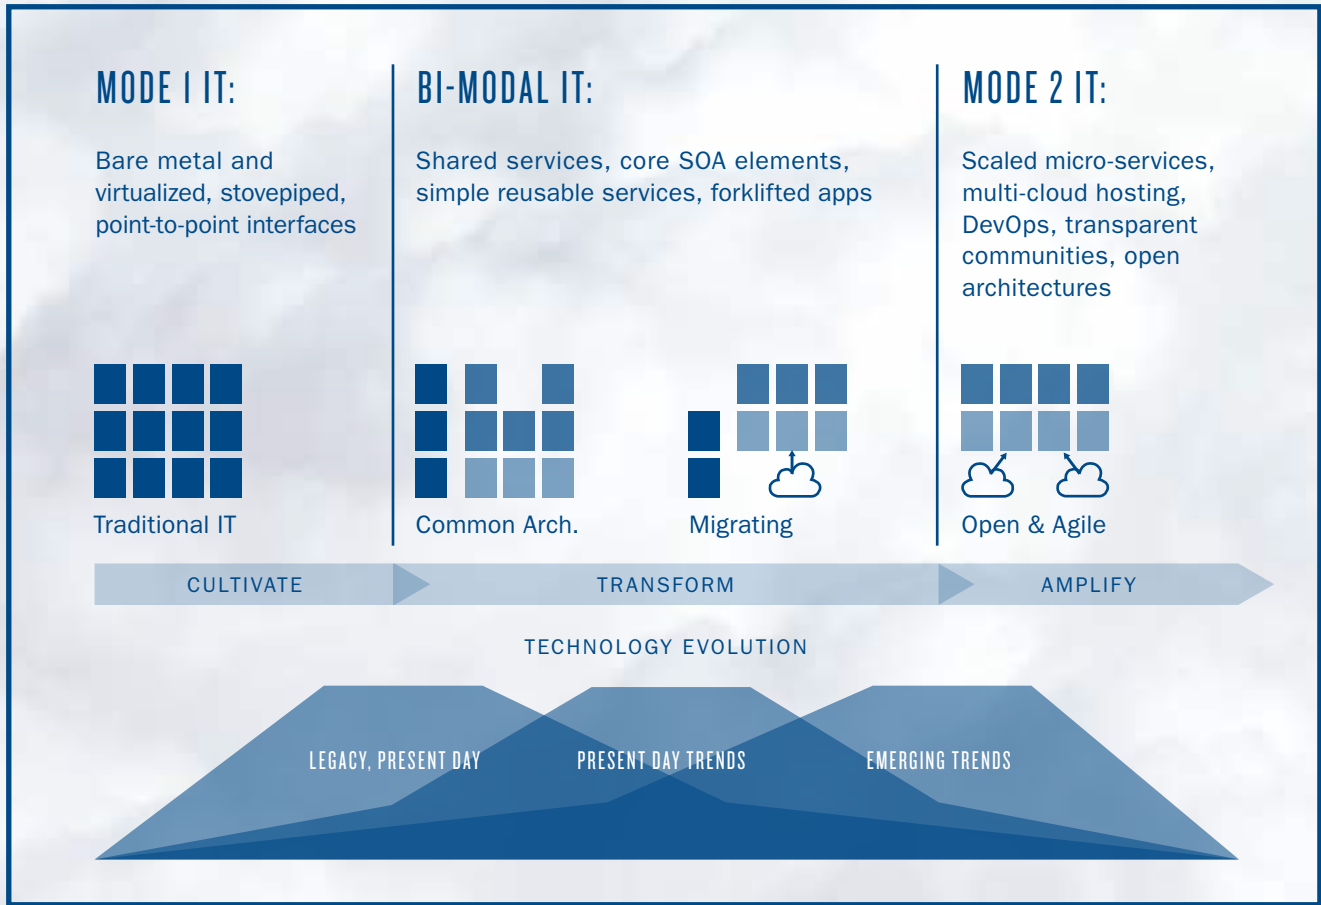 MODE 1 IT:
Bare metal and
virtualized, stovepiped,
point-to-point interfaces
BI-MODAL IT:
Shared services, core SOA elements,
simple reusable services, forklifted apps
MODE 2 IT:
Scaled micro-services,
multi-cloud hosting,
DevOps, transparent
communities, open
architectures
Traditional IT
Common Arch.
Migrating
Open & Agile
CULTIVATE
TRANSFORM
AMPLIFY
TECHNOLOGY EVOLUTION
LEGACY, PRESENT DAY
PRESENT DAY TRENDS
EMERGING TRENDS